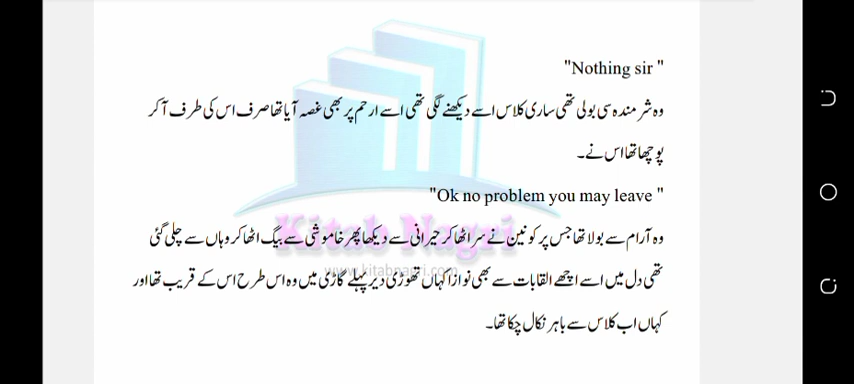 "Nothing sir "
وہ شرمندہ سی بولی تھی ساری کلاس اسے دیکھنے لگی تھی اسے ارحم پر بھی غصہ آیا تھا صرف اس کی طرف آ کر
پوچھا تھا اس نے۔
"Ok no problem you may leave "
وہ آرام سے بولا تھا جس پر کونین نے سر اٹھا کر حیرانی سے دیکھا پھر خاموشی سے بیگ اٹھا کر وہاں سے چلی گئی
Kitab Nagri
تھی دل میں اسے اچھے القابات سے بھی نوازا کہاں تھوڑی دیر پہلے گاڑی میں وہ اس طرح اس کے قریب تھا اور
www.kitabnagri.com
کہاں اب کلاس سے باہر نکال چکا تھا۔